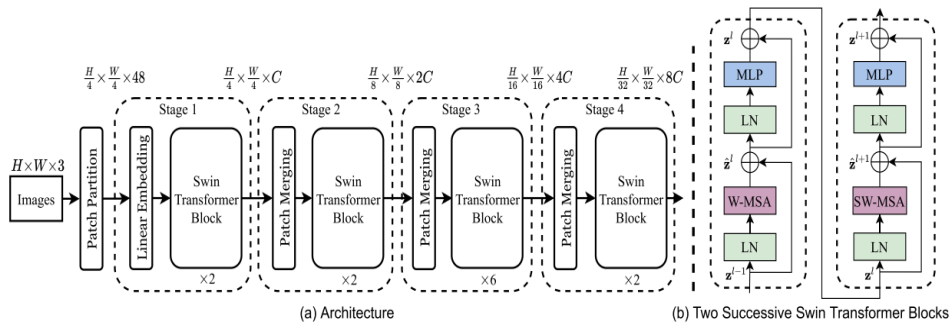 H/4 × W/4 × 48
H/4 × W/4 × C
H/8 × W/8 × 2C
H/16 × W/16 × 4C
H/32 × W/32 × 8C
Stage 1
Stage 2
Stage 3
Stage 4
H×W×3
Images
Patch Partition
Linear Embedding
Swin
Transformer
Block
×2
Patch Merging
Swin
Transformer
Block
×2
Patch Merging
Swin
Transformer
Block
×6
Patch Merging
Swin
Transformer
Block
×2
(a) Architecture
z^l
MLP
LN
ẑ^l
W-MSA
LN
z^{l-1}
z^{l+1}
MLP
LN
ẑ^{l+1}
SW-MSA
LN
z^l
(b) Two Successive Swin Transformer Blocks